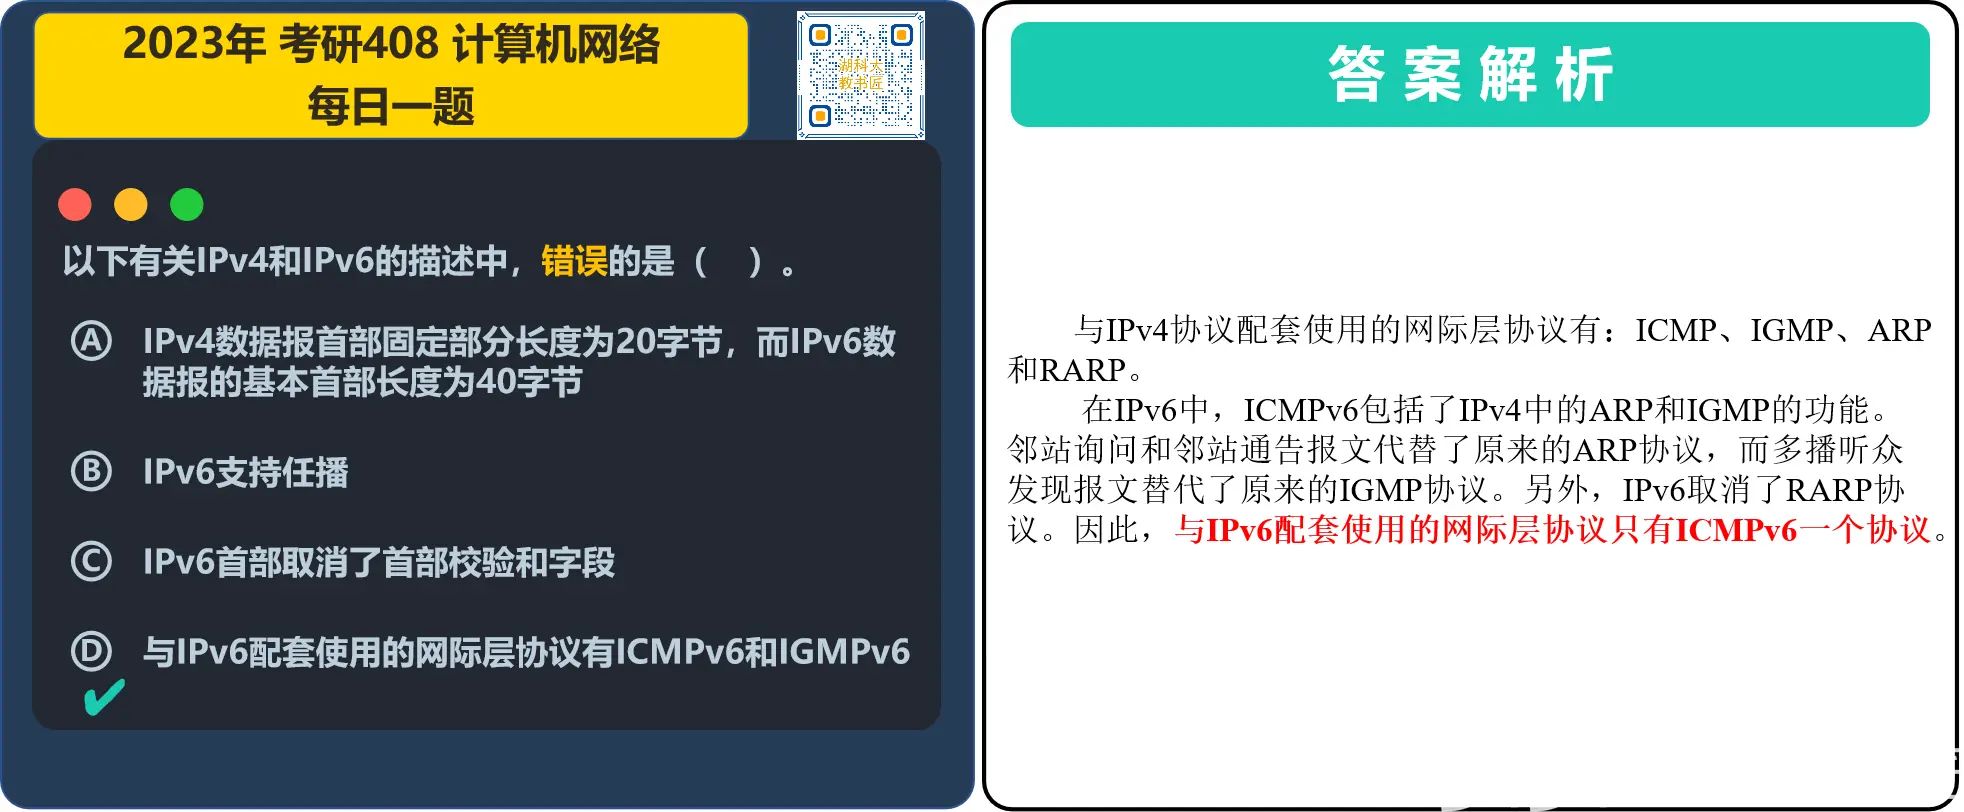 2023年 考研408 计算机网络
每日一题
湖科大
教书匠
以下有关IPv4和IPv6的描述中，错误的是（ ）。
A IPv4数据报首部固定部分长度为20字节，而IPv6数
据报的基本首部长度为40字节
B IPv6支持任播
C IPv6首部取消了首部校验和字段
D 与IPv6配套使用的网际层协议有ICMPv6和IGMPv6
答案解析
与IPv4协议配套使用的网际层协议有：ICMP、IGMP、ARP
和RARP。
在IPv6中，ICMPv6包括了IPv4中的ARP和IGMP的功能。
邻站询问和邻站通告报文代替了原来的ARP协议，而多播听众
发现报文替代了原来的IGMP协议。另外，IPv6取消了RARP协
议。因此，与IPv6配套使用的网际层协议只有ICMPv6一个协议。